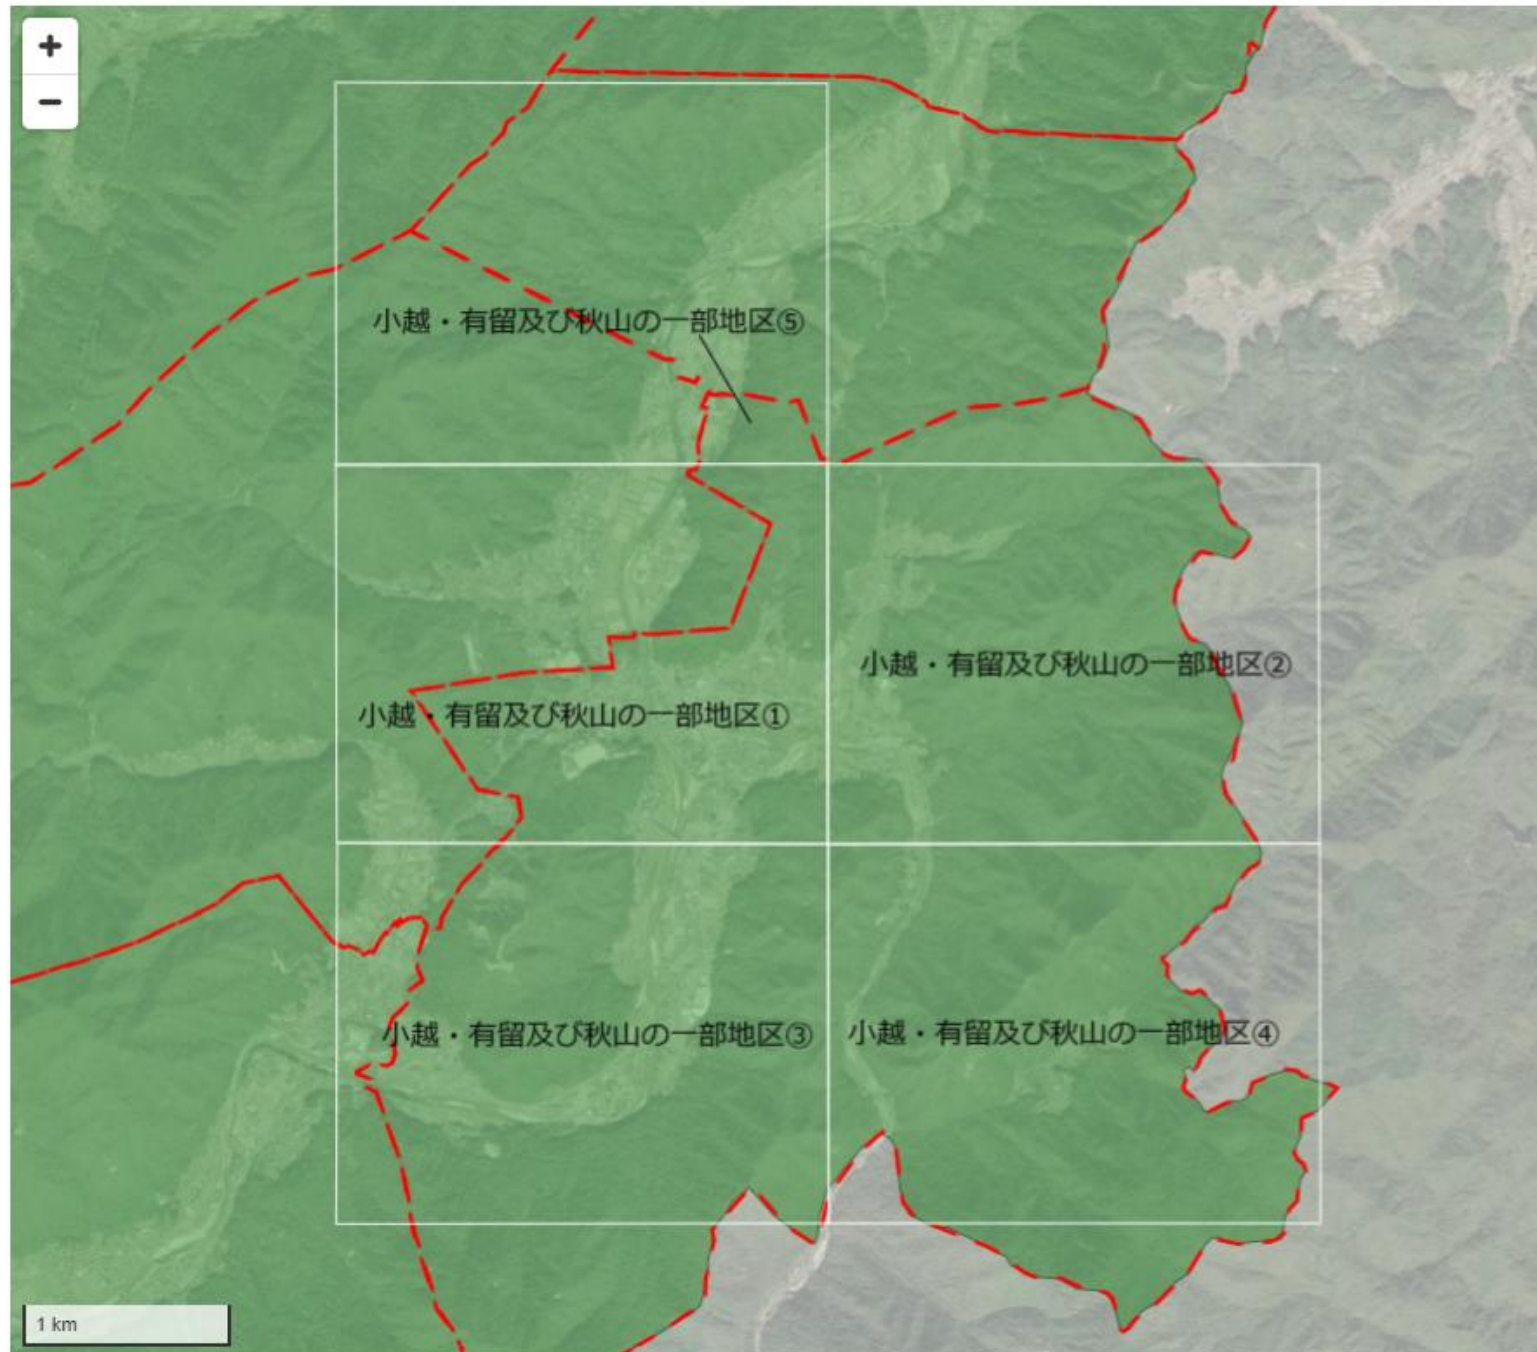 +
−
小越・有留及び秋山の一部地区⑤
小越・有留及び秋山の一部地区②
小越・有留及び秋山の一部地区①
小越・有留及び秋山の一部地区③
小越・有留及び秋山の一部地区④
1 km